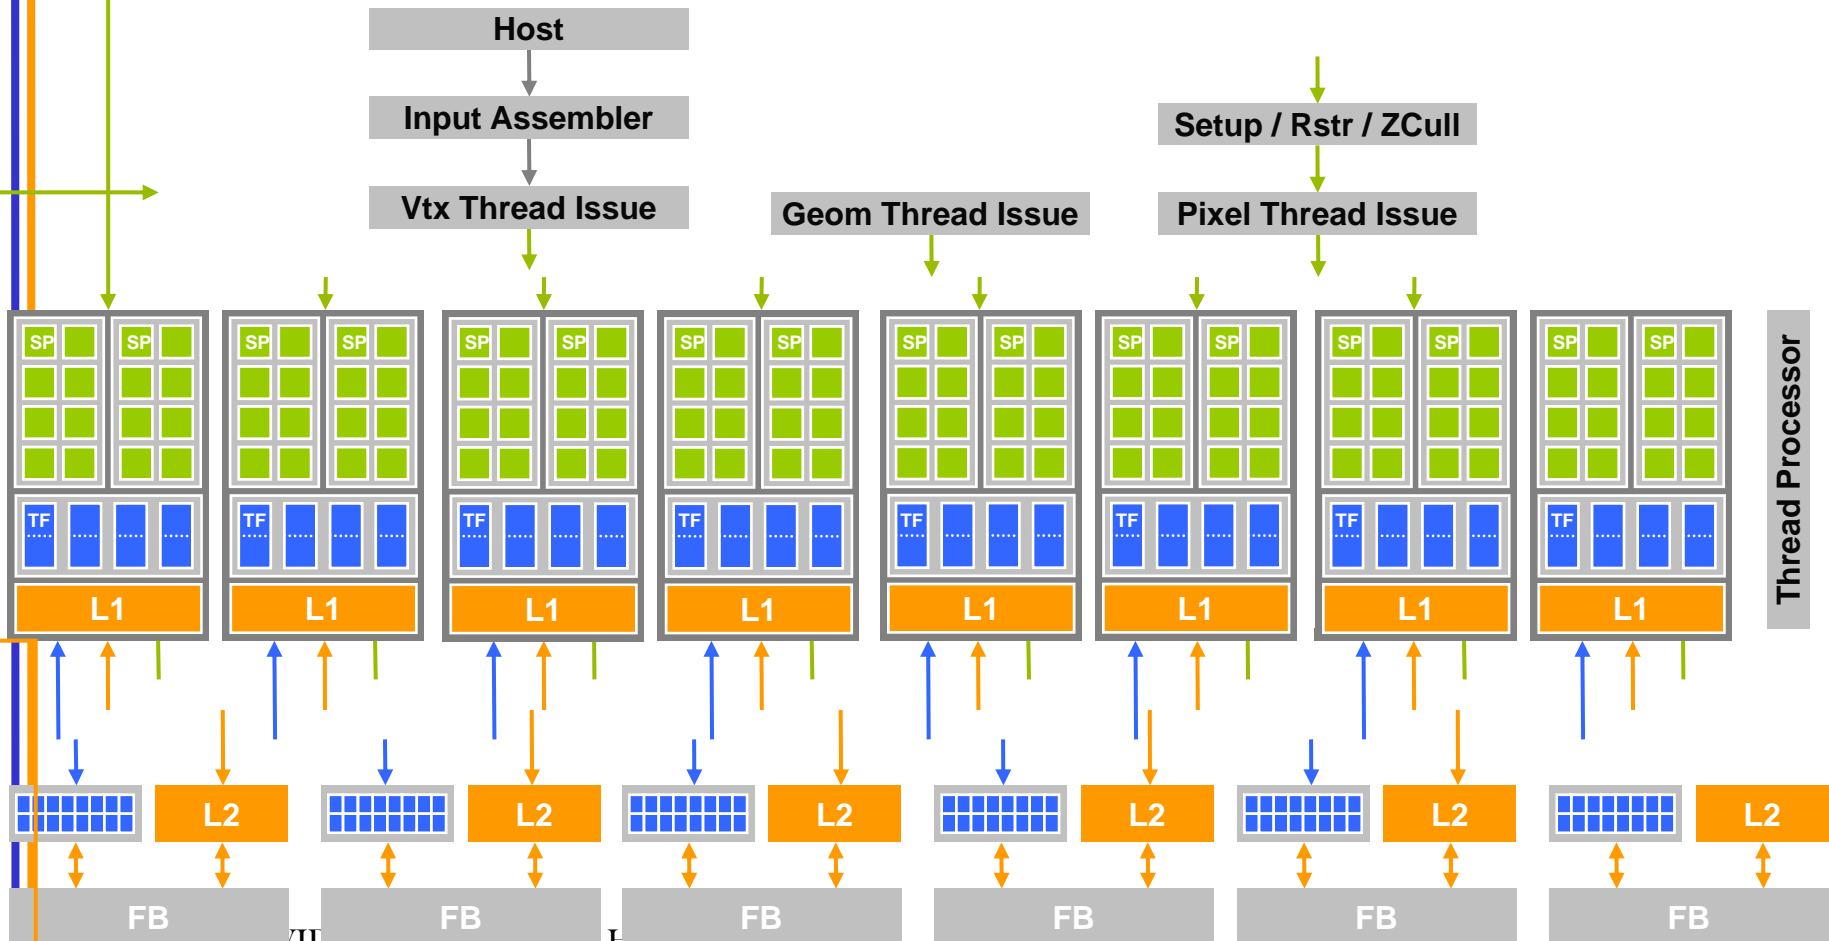 Host
Input Assembler
Setup / Rstr / ZCull
Vtx Thread Issue
Geom Thread Issue
Pixel Thread Issue
SP SP SP SP SP SP SP SP SP SP SP SP SP SP SP SP
Thread Processor
TF TF TF TF TF TF TF TF
L1 L1 L1 L1 L1 L1 L1 L1
L2 L2 L2 L2 L2 L2
FB FB FB FB FB FB